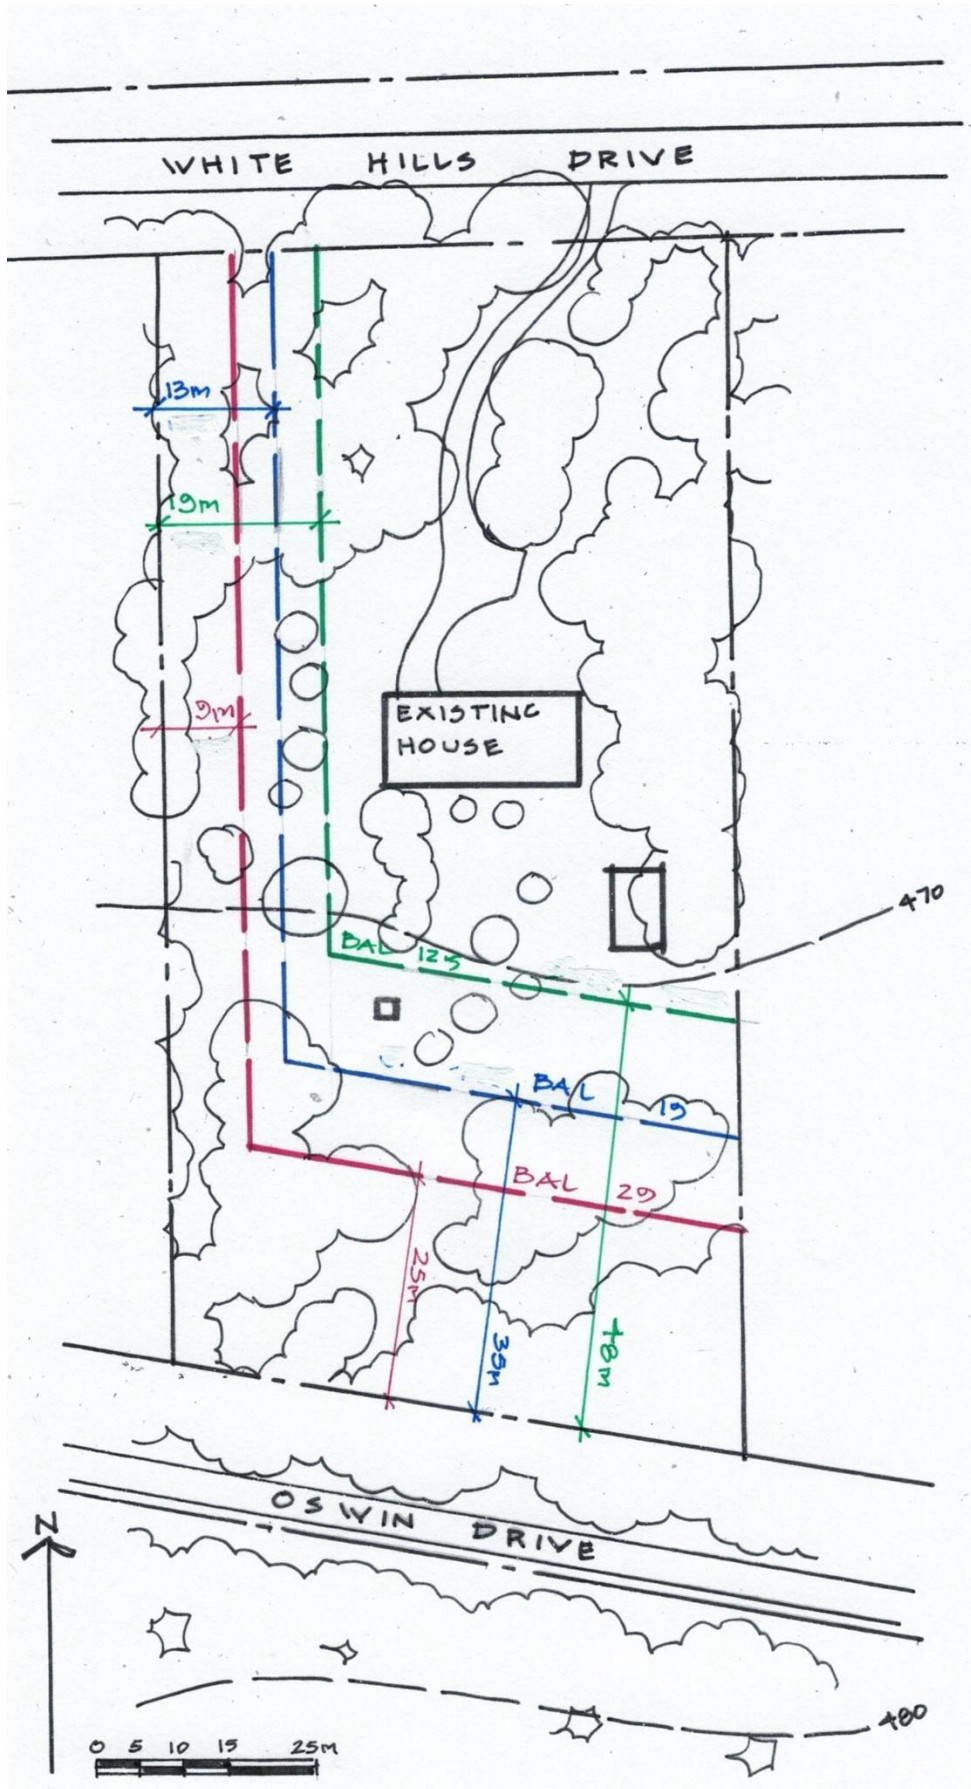 WHITE HILLS DRIVE
13m
19m
9m
EXISTING
HOUSE
470
BAL 12.5
BAL 19
BAL 29
25m
35m
48m
OSWIN DRIVE
N
0 5 10 15 25M
480